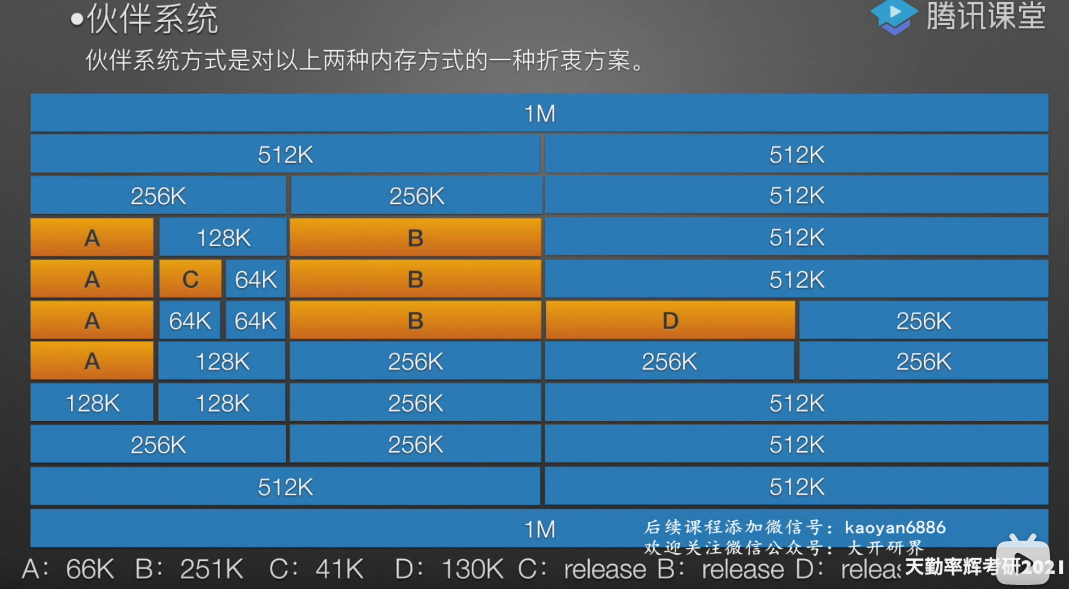 •伙伴系统
腾讯课堂
伙伴系统方式是对以上两种内存方式的一种折衷方案。
1M
512K 512K
256K 256K 512K
A 128K B 512K
A C 64K B 512K
A 64K 64K B D 256K
A 128K 256K 256K 256K
128K 128K 256K 512K
256K 256K 512K
512K 512K
1M
后续课程添加微信号：kaoyan6886
欢迎关注微信公众号：大开研界
A：66K B：251K C：41K D：130K C：release B：release D：releas
天勤率辉考研2021